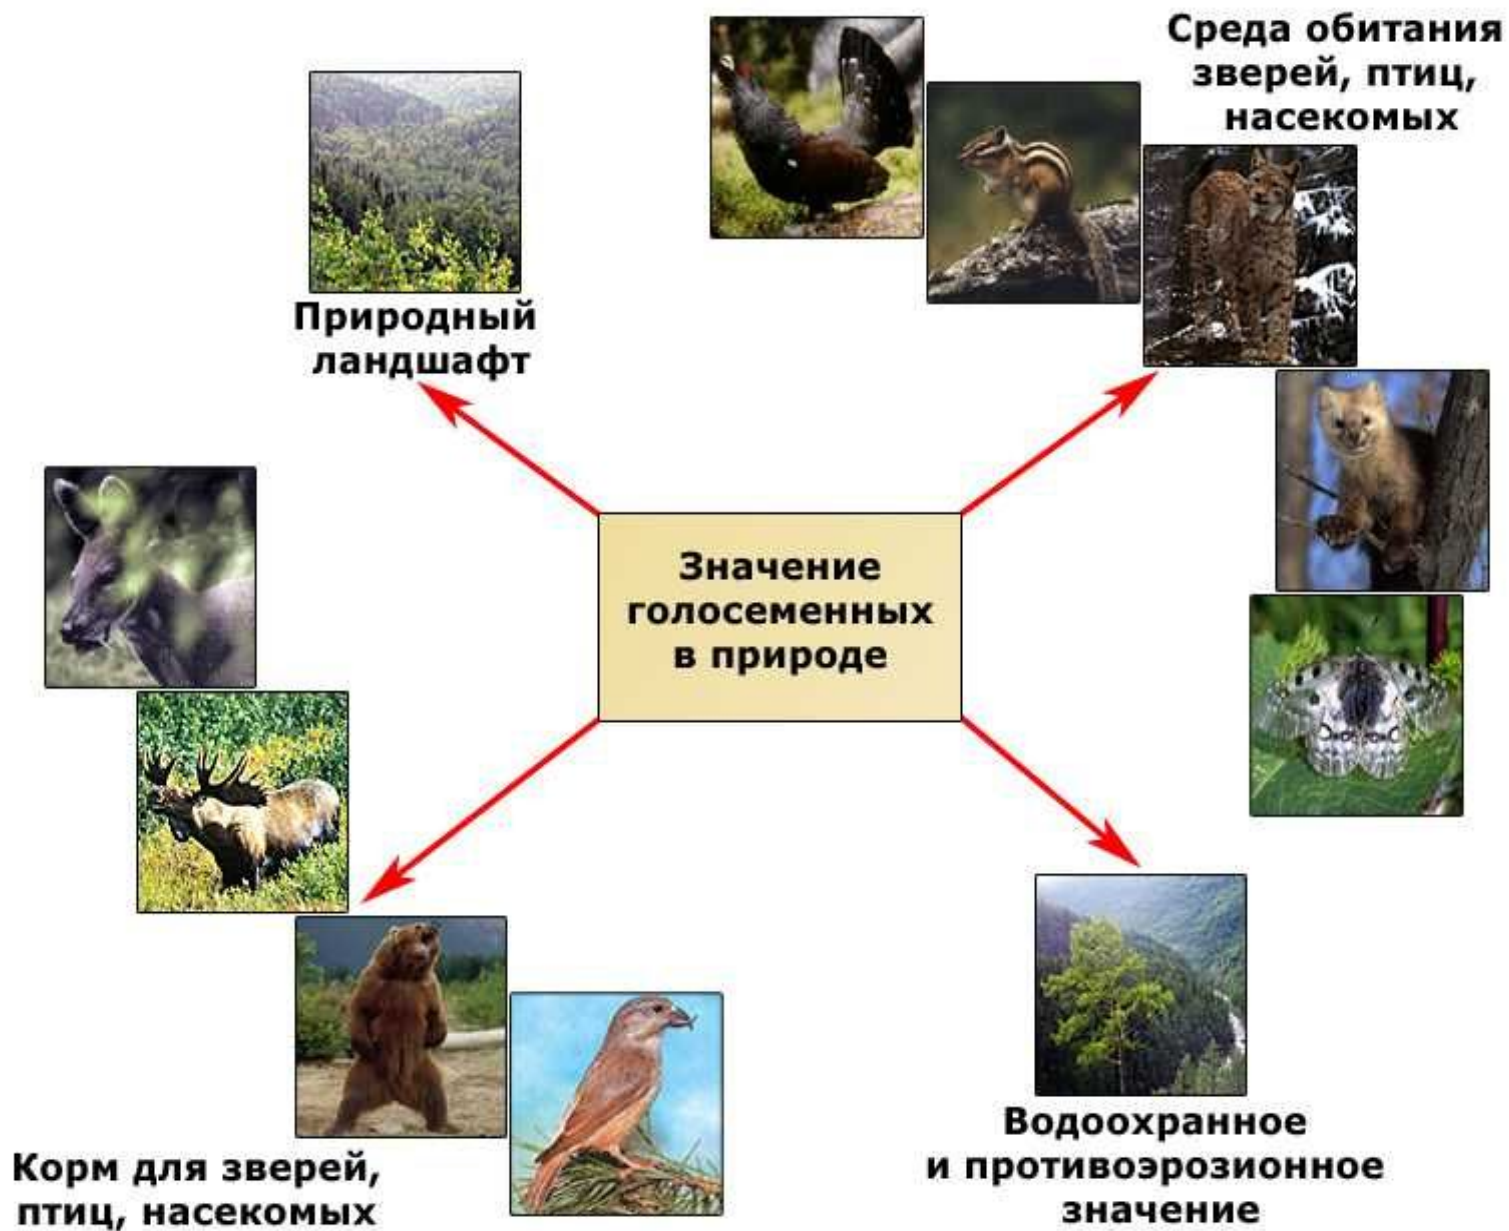 Среда обитания
зверей, птиц,
насекомых
Природный
ландшафт
Значение
голосеменных
в природе
Корм для зверей,
птиц, насекомых
Водоохранное
и противоэрозионное
значение